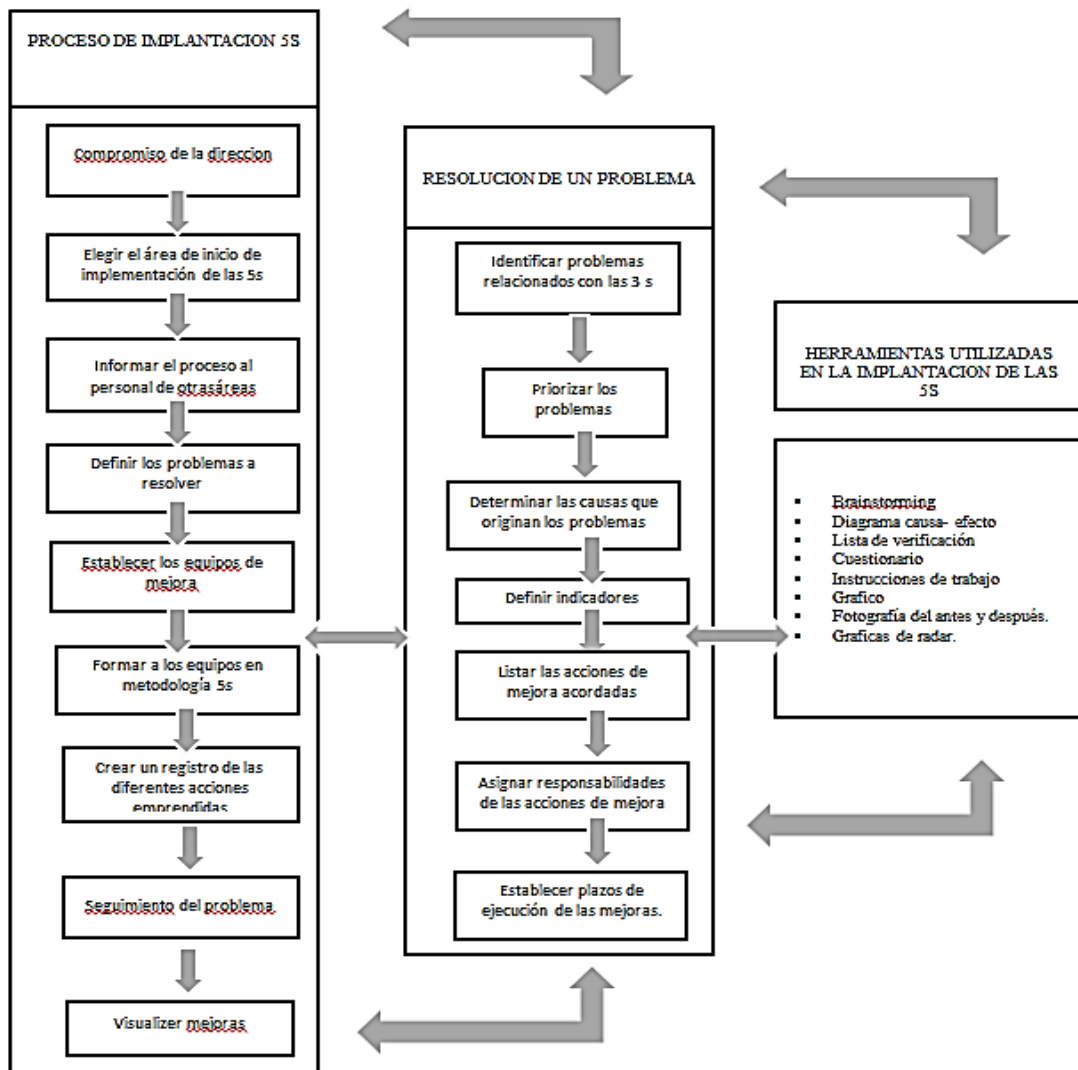 PROCESO DE IMPLANTACION 5S
Compromiso de la direccion
Elegir el área de inicio de
implementación de las 5s
Informar el proceso al
personal de otrasáreas
Definir los problemas a
resolver
Establecer los equipos de
mejora
Formar a los equipos en
metodología 5s
Crear un registro de las
diferentes acciones
emprendidas
Seguimiento del problema
Visualizer mejoras
RESOLUCION DE UN PROBLEMA
Identificar problemas
relacionados con las 3 s
Priorizar los
problemas
Determinar las causas que
originan los problemas
Definir indicadores
Listar las acciones de
mejora acordadas
Asignar responsabilidades
de las acciones de mejora
Establecer plazos de
ejecución de las mejoras.
HERRAMIENTAS UTILIZADAS
EN LA IMPLANTACION DE LAS
5S
▪ Brainstorming
▪ Diagrama causa- efecto
▪ Lista de verificación
▪ Cuestionario
▪ Instrucciones de trabajo
▪ Grafico
▪ Fotografía del antes y después.
▪ Graficas de radar.